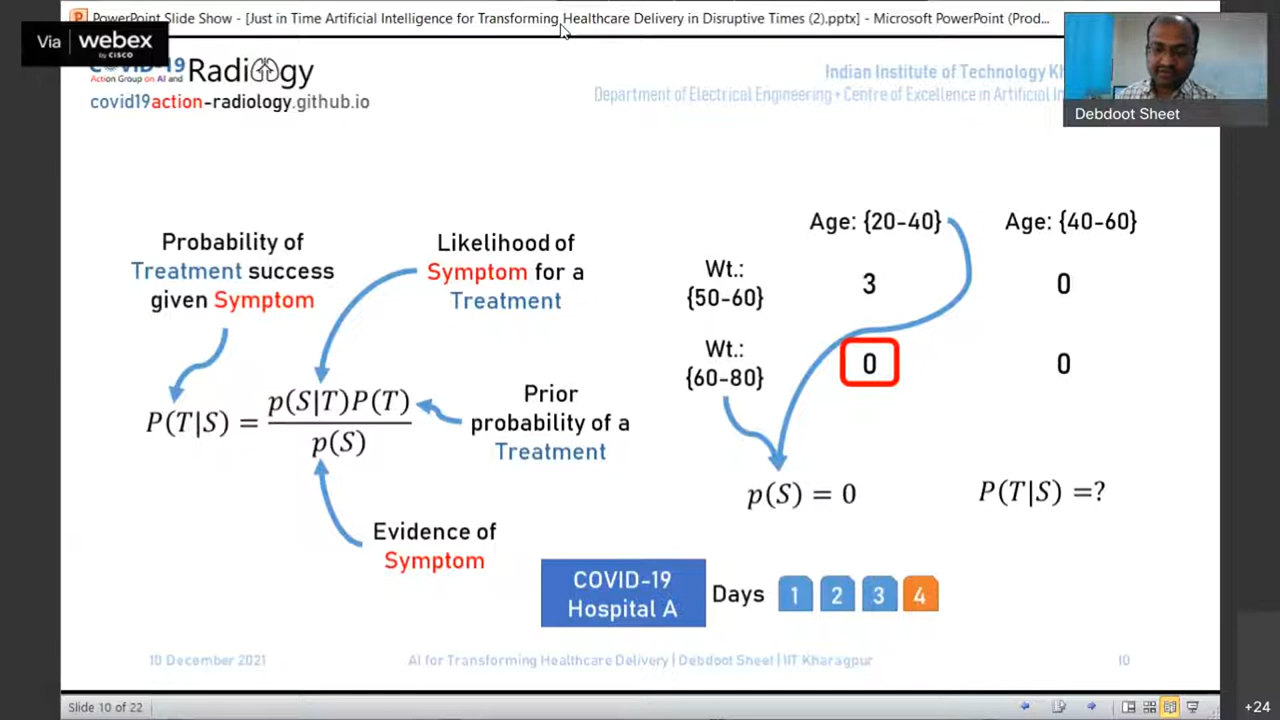 PowerPoint Slide Show - [Just in Time Artificial Intelligence for Transforming Healthcare Delivery in Disruptive Times (2).pptx] - Microsoft PowerPoint (Prod...
Via webex
by CISCO
Action Group on AI and Radiology
covid19action-radiology.github.io
Indian Institute of Technology
Department of Electrical Engineering + Centre of Excellence in Artificial
Debdoot Sheet
Probability of
Treatment success
given Symptom
Likelihood of
Symptom for a
Treatment
P(T|S) = p(S|T)P(T) / p(S)
Prior
probability of a
Treatment
Evidence of
Symptom
Age: {20-40} Age: {40-60}
Wt.:
{50-60} 3 0
Wt.:
{60-80} 0 0
p(S) = 0 P(T|S) =?
COVID-19
Hospital A
Days 1 2 3 4
10 December 2021 AI for Transforming Healthcare Delivery | Debdoot Sheet | IIT Kharagpur 10
Slide 10 of 22
+24